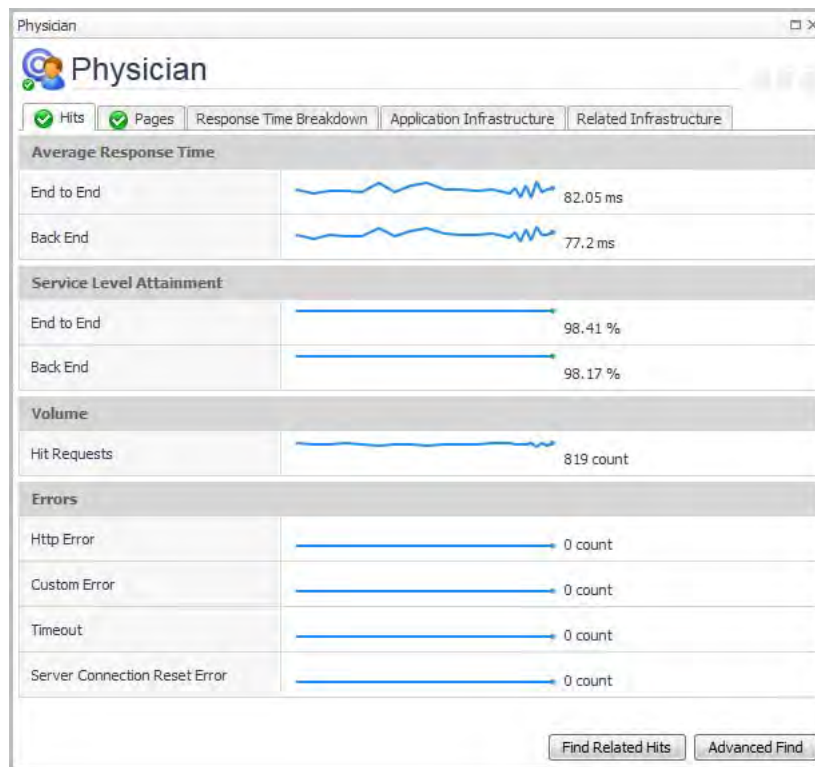 Physician
Physician
Hits Pages Response Time Breakdown Application Infrastructure Related Infrastructure
Average Response Time
End to End 82.05 ms
Back End 77.2 ms
Service Level Attainment
End to End 98.41 %
Back End 98.17 %
Volume
Hit Requests 819 count
Errors
Http Error 0 count
Custom Error 0 count
Timeout 0 count
Server Connection Reset Error 0 count
Find Related Hits Advanced Find